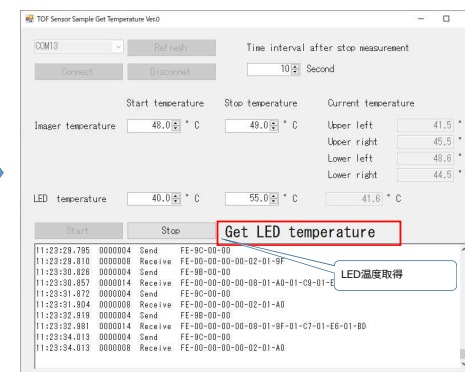 TOF Sensor Sample Get Temperature Ver.0
COM13 Refresh Time interval after stop measurement
Connect Disconnet 10 Second
Start temperature Stop temperature Current temperature
Imager temperature 48.0 ° C 49.0 ° C Upper left 41.5 °
Upper right 45.5 °
Lower left 48.6 °
Lower right 44.5 °
LED temperature 40.0 ° C 55.0 ° C 41.6 ° C
Start Stop Get LED temperature
11:23:29.795 0000004 Send FE-9C-00-00
11:23:29.810 0000008 Receive FE-00-00-00-00-02-01-9F
11:23:30.826 0000004 Send FE-9B-00-00
11:23:30.857 0000014 Receive FE-00-00-00-00-08-01-A0-01-C9-01-E
11:23:31.872 0000004 Send FE-9C-00-00
11:23:31.904 0000008 Receive FE-00-00-00-00-02-01-A0
11:23:32.919 0000004 Send FE-9B-00-00
11:23:32.981 0000014 Receive FE-00-00-00-00-08-01-9F-01-C7-01-E6-01-BD
11:23:34.013 0000004 Send FE-9C-00-00
11:23:34.013 0000008 Receive FE-00-00-00-00-02-01-A0
LED温度取得